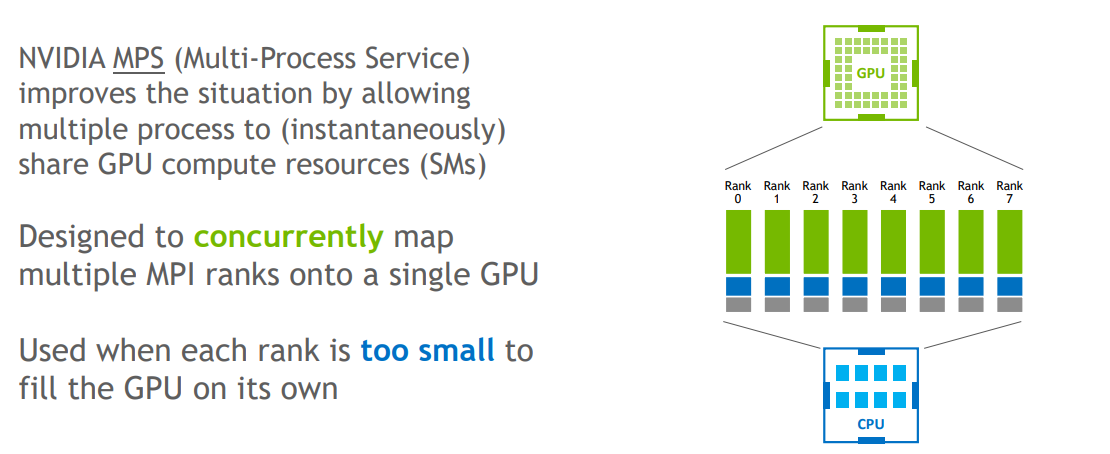 NVIDIA MPS (Multi-Process Service)
improves the situation by allowing
multiple process to (instantaneously)
share GPU compute resources (SMs)
Designed to concurrently map
multiple MPI ranks onto a single GPU
Used when each rank is too small to
fill the GPU on its own
GPU
Rank 0
Rank 1
Rank 2
Rank 3
Rank 4
Rank 5
Rank 6
Rank 7
CPU